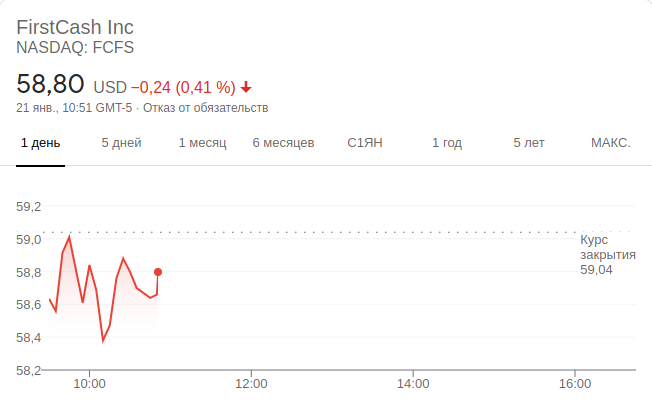 FirstCash Inc
NASDAQ: FCFS
58,80 USD −0,24 (0,41 %) ↓
21 янв., 10:51 GMT-5 · Отказ от обязательств
1 день 5 дней 1 месяц 6 месяцев С1ЯН 1 год 5 лет МАКС.
59,2
59,0
58,8
58,6
58,4
58,2
Курс
закрытия
59,04
10:00 12:00 14:00 16:00